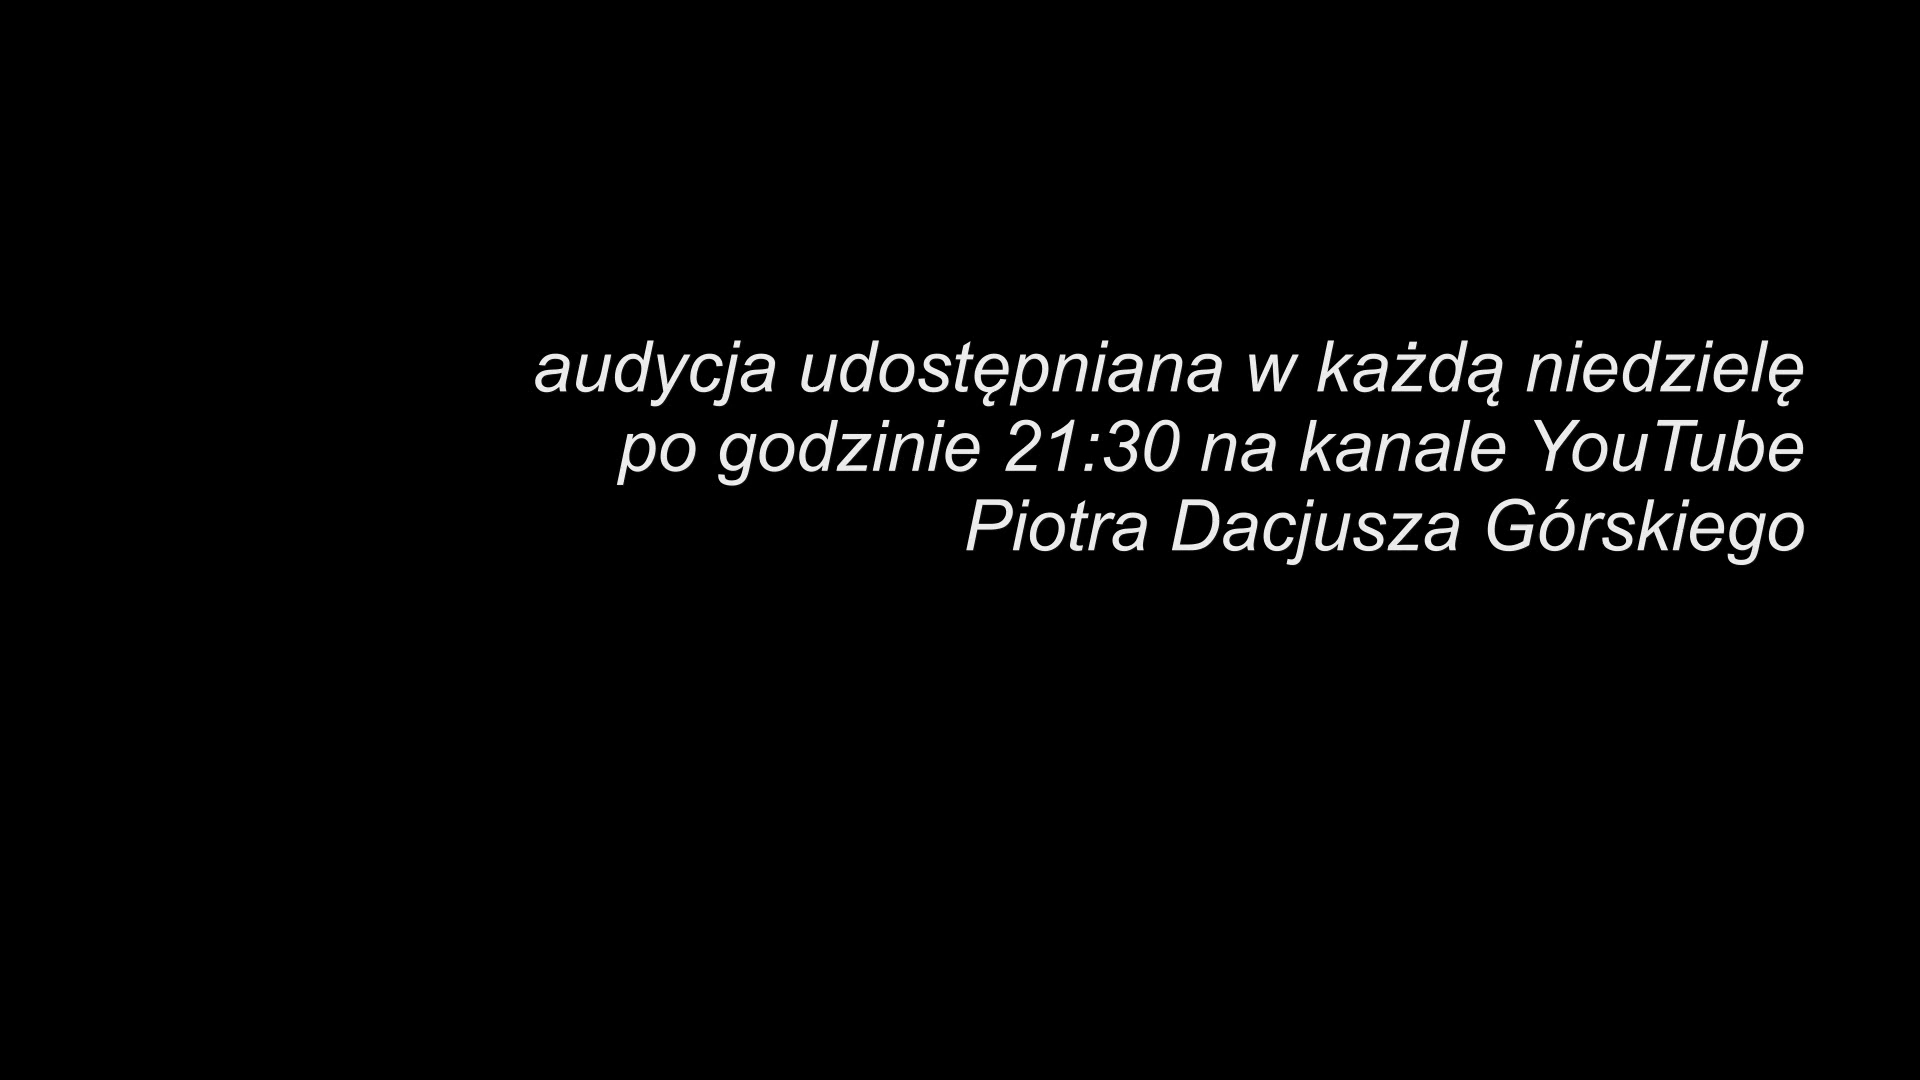 audycja udostępniana w każdą niedzielę
po godzinie 21:30 na kanale YouTube
Piotra Dacjusza Górskiego